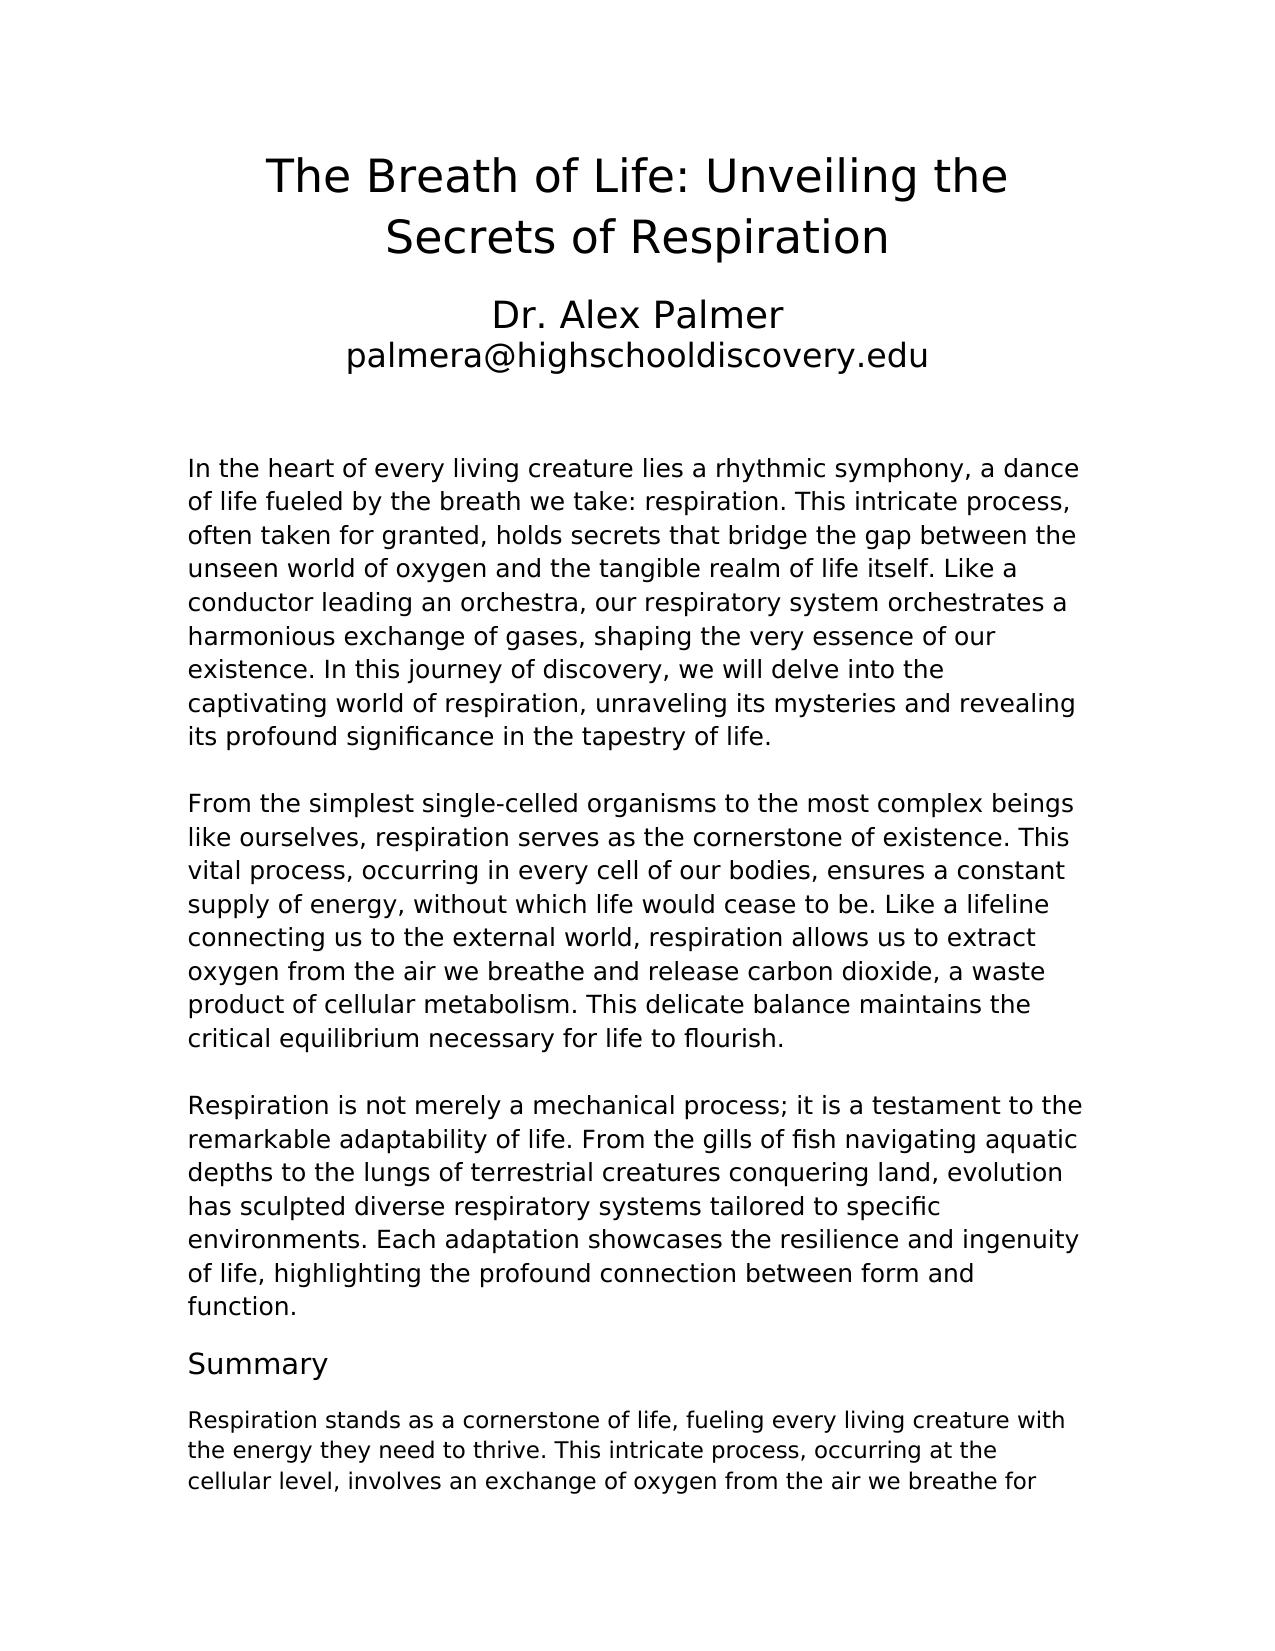 The Breath of Life: Unveiling the
Secrets of Respiration
Dr. Alex Palmer
palmera@highschooldiscovery.edu
In the heart of every living creature lies a rhythmic symphony, a dance
of life fueled by the breath we take: respiration. This intricate process,
often taken for granted, holds secrets that bridge the gap between the
unseen world of oxygen and the tangible realm of life itself. Like a
conductor leading an orchestra, our respiratory system orchestrates a
harmonious exchange of gases, shaping the very essence of our
existence. In this journey of discovery, we will delve into the
captivating world of respiration, unraveling its mysteries and revealing
its profound significance in the tapestry of life.
From the simplest single-celled organisms to the most complex beings
like ourselves, respiration serves as the cornerstone of existence. This
vital process, occurring in every cell of our bodies, ensures a constant
supply of energy, without which life would cease to be. Like a lifeline
connecting us to the external world, respiration allows us to extract
oxygen from the air we breathe and release carbon dioxide, a waste
product of cellular metabolism. This delicate balance maintains the
critical equilibrium necessary for life to flourish.
Respiration is not merely a mechanical process; it is a testament to the
remarkable adaptability of life. From the gills of fish navigating aquatic
depths to the lungs of terrestrial creatures conquering land, evolution
has sculpted diverse respiratory systems tailored to specific
environments. Each adaptation showcases the resilience and ingenuity
of life, highlighting the profound connection between form and
function.
Summary
Respiration stands as a cornerstone of life, fueling every living creature with
the energy they need to thrive. This intricate process, occurring at the
cellular level, involves an exchange of oxygen from the air we breathe for